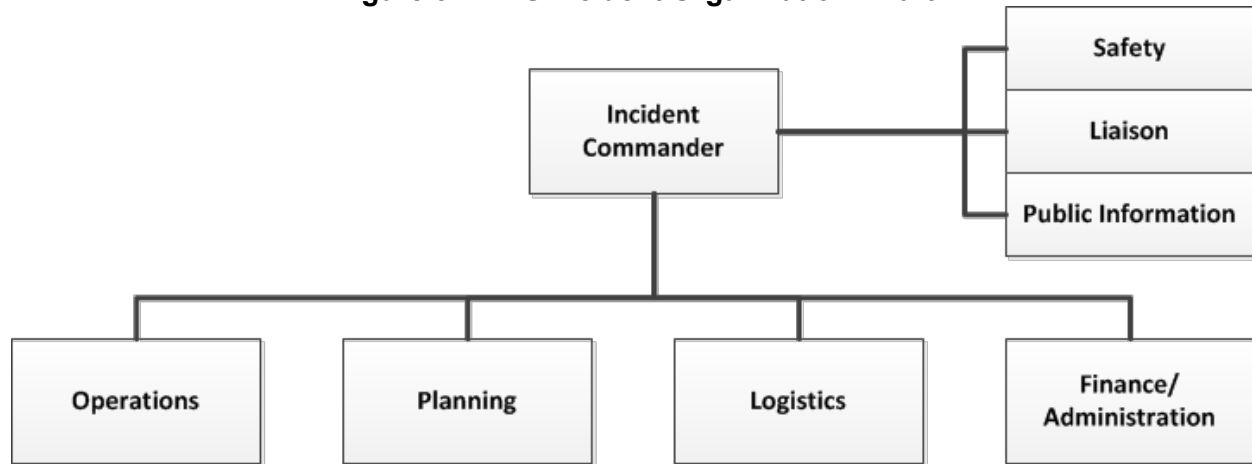 Safety
Incident
Commander
Liaison
Public Information
Operations
Planning
Logistics
Finance/
Administration